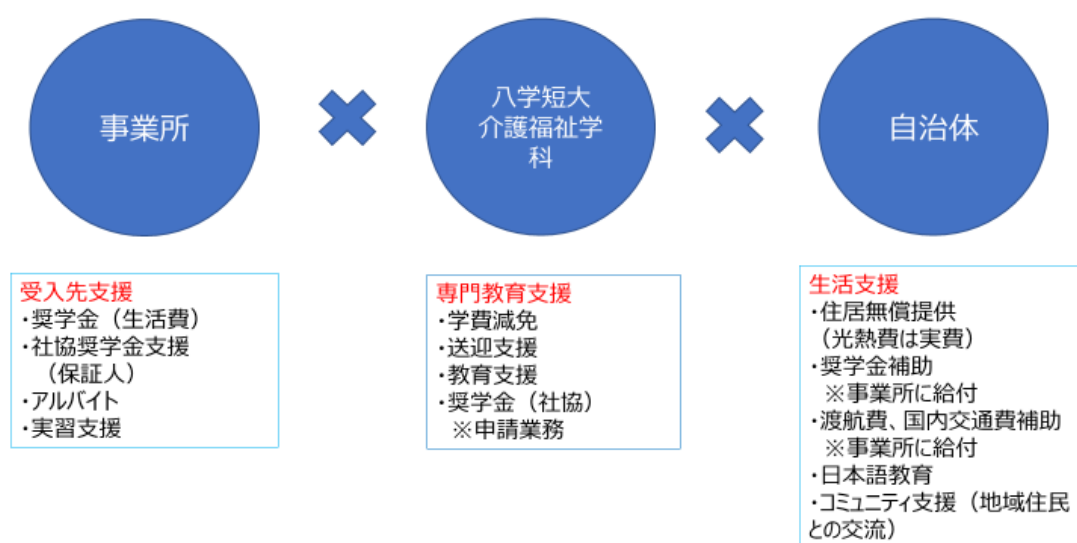 事業所
八学短大
介護福祉学
科
自治体
受入先支援
・奨学金（生活費）
・社協奨学金支援
（保証人）
・アルバイト
・実習支援
専門教育支援
・学費減免
・送迎支援
・教育支援
・奨学金（社協）
※申請業務
生活支援
・住居無償提供
（光熱費は実費）
・奨学金補助
※事業所に給付
・渡航費、国内交通費補助
※事業所に給付
・日本語教育
・コミュニティ支援（地域住民
との交流）